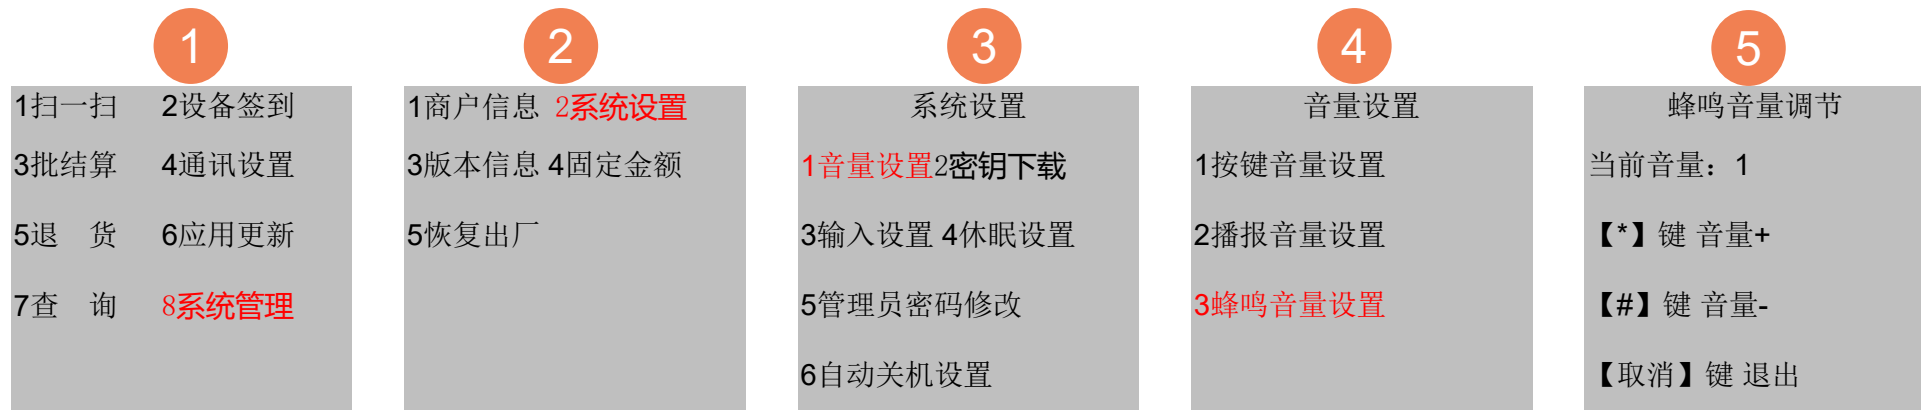 1
1扫一扫 2设备签到
3批结算 4通讯设置
5退 货 6应用更新
7查 询 8系统管理
2
1商户信息 2系统设置
3版本信息 4固定金额
5恢复出厂
3
系统设置
1音量设置2密钥下载
3输入设置 4休眠设置
5管理员密码修改
6自动关机设置
4
音量设置
1按键音量设置
2播报音量设置
3蜂鸣音量设置
5
蜂鸣音量调节
当前音量：1
【*】键 音量+
【#】键 音量-
【取消】键 退出